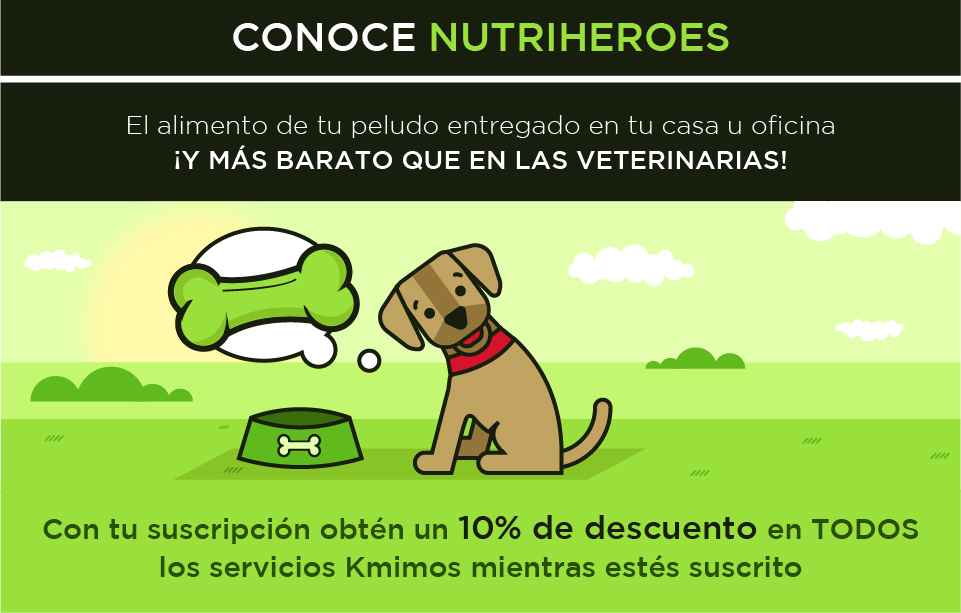 CONOCE NUTRIHEROES
El alimento de tu peludo entregado en tu casa u oficina
¡Y MÁS BARATO QUE EN LAS VETERINARIAS!
Con tu suscripción obtén un 10% de descuento en TODOS
los servicios Kmimos mientras estés suscrito